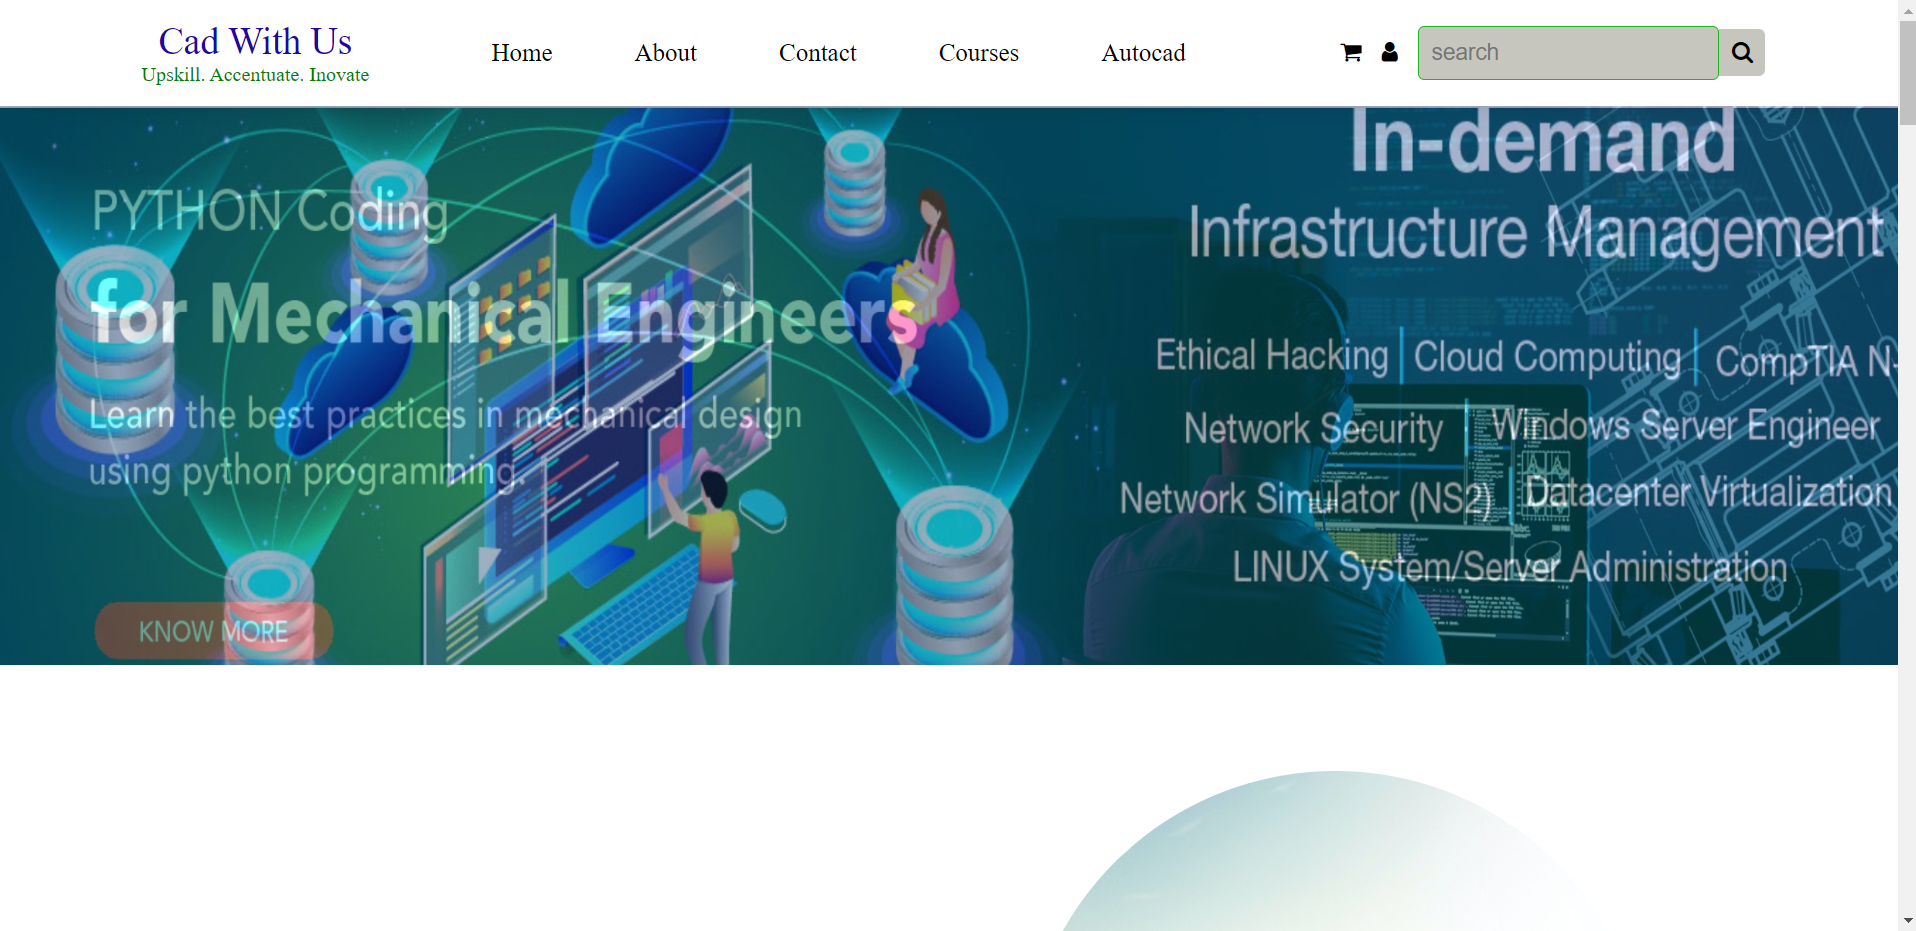 Cad With Us
Upskill. Accentuate. Inovate
Home
About
Contact
Courses
Autocad
search
PYTHON Coding
for Mechanical Engineers
Learn the best practices in mechanical design
using python programming.
KNOW MORE
In-demand
Infrastructure Management
Ethical Hacking | Cloud Computing | CompTIA N-
Network Security | Windows Server Engineer
Network Simulator (NS2) | Datacenter Virtualization
LINUX System/Server Administration